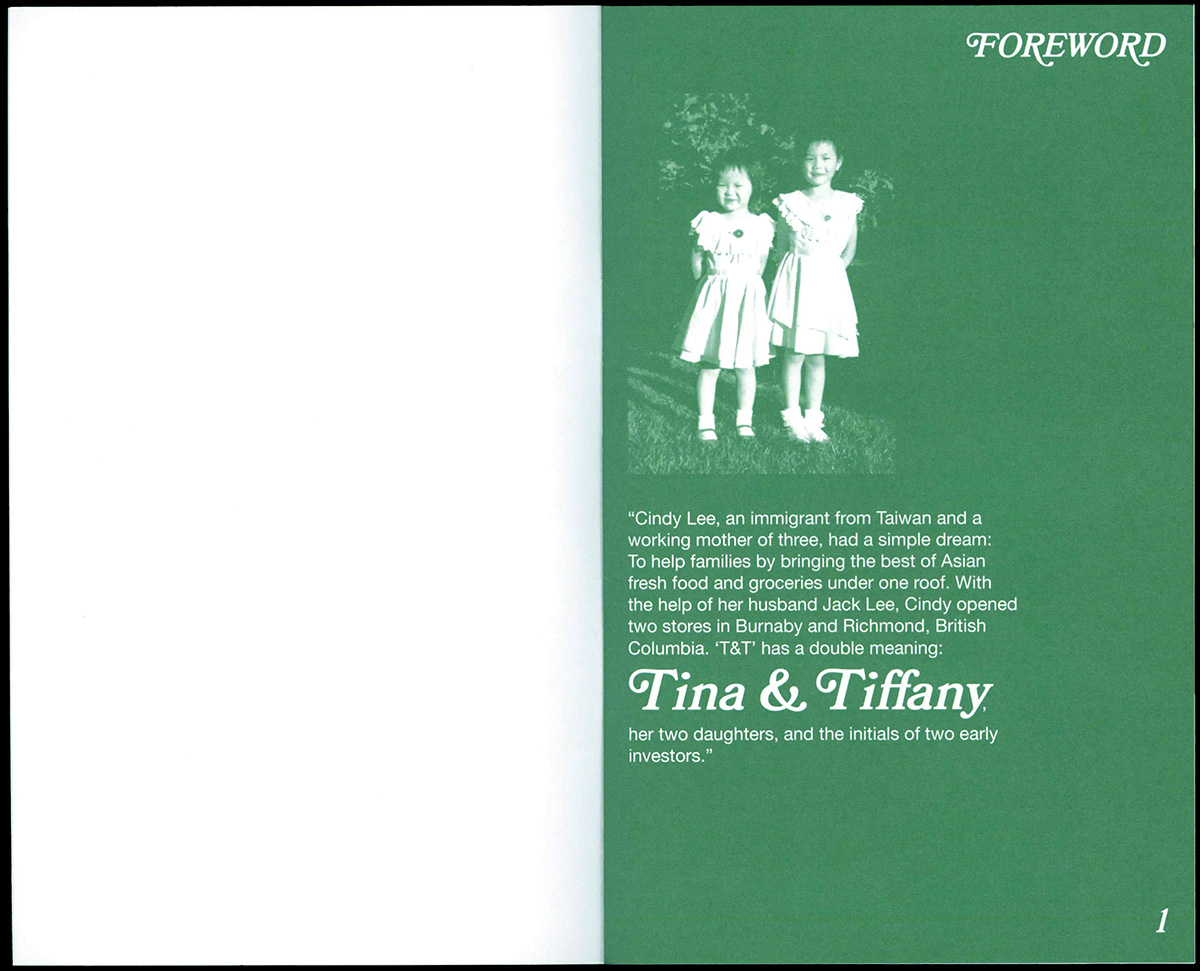 FOREWORD
“Cindy Lee, an immigrant from Taiwan and a
working mother of three, had a simple dream:
To help families by bringing the best of Asian
fresh food and groceries under one roof. With
the help of her husband Jack Lee, Cindy opened
two stores in Burnaby and Richmond, British
Columbia. ‘T&T’ has a double meaning:
Tina & Tiffany,
her two daughters, and the initials of two early
investors.”
1